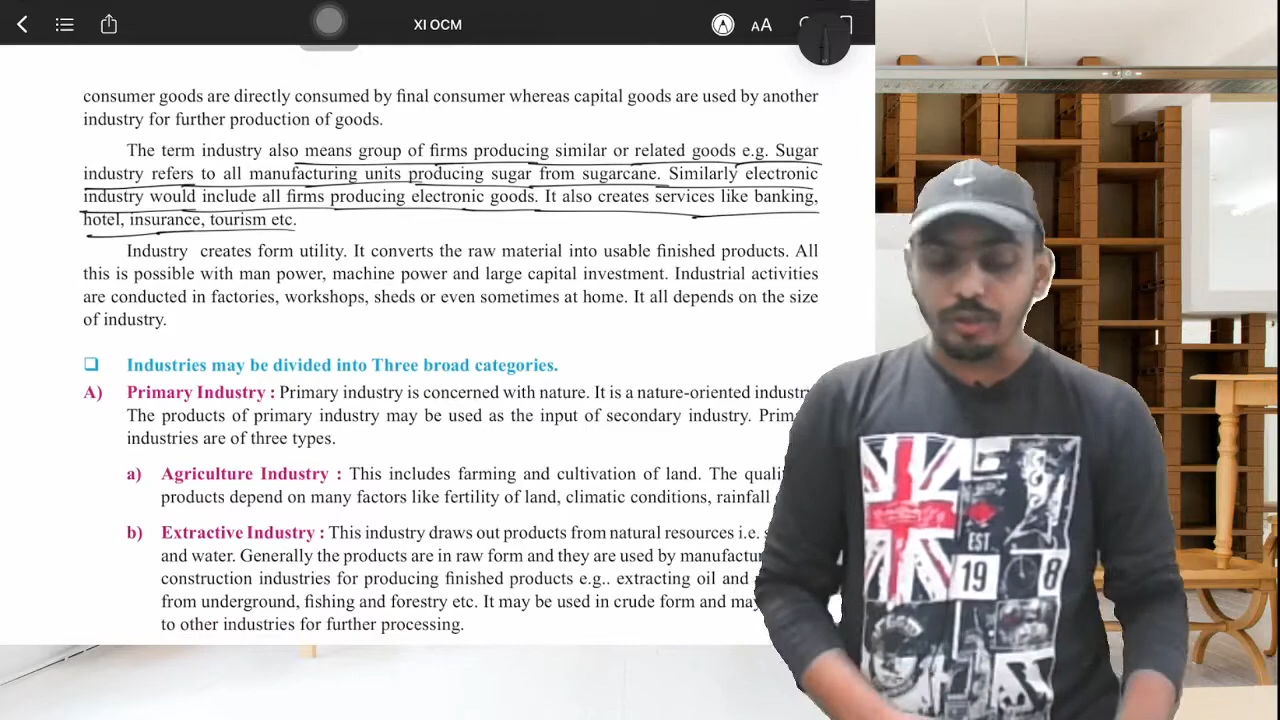 XI OCM
AA
consumer goods are directly consumed by final consumer whereas capital goods are used by another
industry for further production of goods.
The term industry also means group of firms producing similar or related goods e.g. Sugar
industry refers to all manufacturing units producing sugar from sugarcane. Similarly electronic
industry would include all firms producing electronic goods. It also creates services like banking,
hotel, insurance, tourism etc.
Industry creates form utility. It converts the raw material into usable finished products. All
this is possible with man power, machine power and large capital investment. Industrial activities
are conducted in factories, workshops, sheds or even sometimes at home. It all depends on the size
of industry.
❑ Industries may be divided into Three broad categories.
A) Primary Industry : Primary industry is concerned with nature. It is a nature-oriented
The products of primary industry may be used as the input of secondary industry.
industries are of three types.
a) Agriculture Industry : This includes farming and cultivation of land. The
products depend on many factors like fertility of land, climatic conditions, rainfall
b) Extractive Industry : This industry draws out products from natural resources i.e.
and water. Generally the products are in raw form and they are used by
construction industries for producing finished products e.g.. extracting oil and
from underground, fishing and forestry etc. It may be used in crude form and may
to other industries for further processing.
EST
19 8